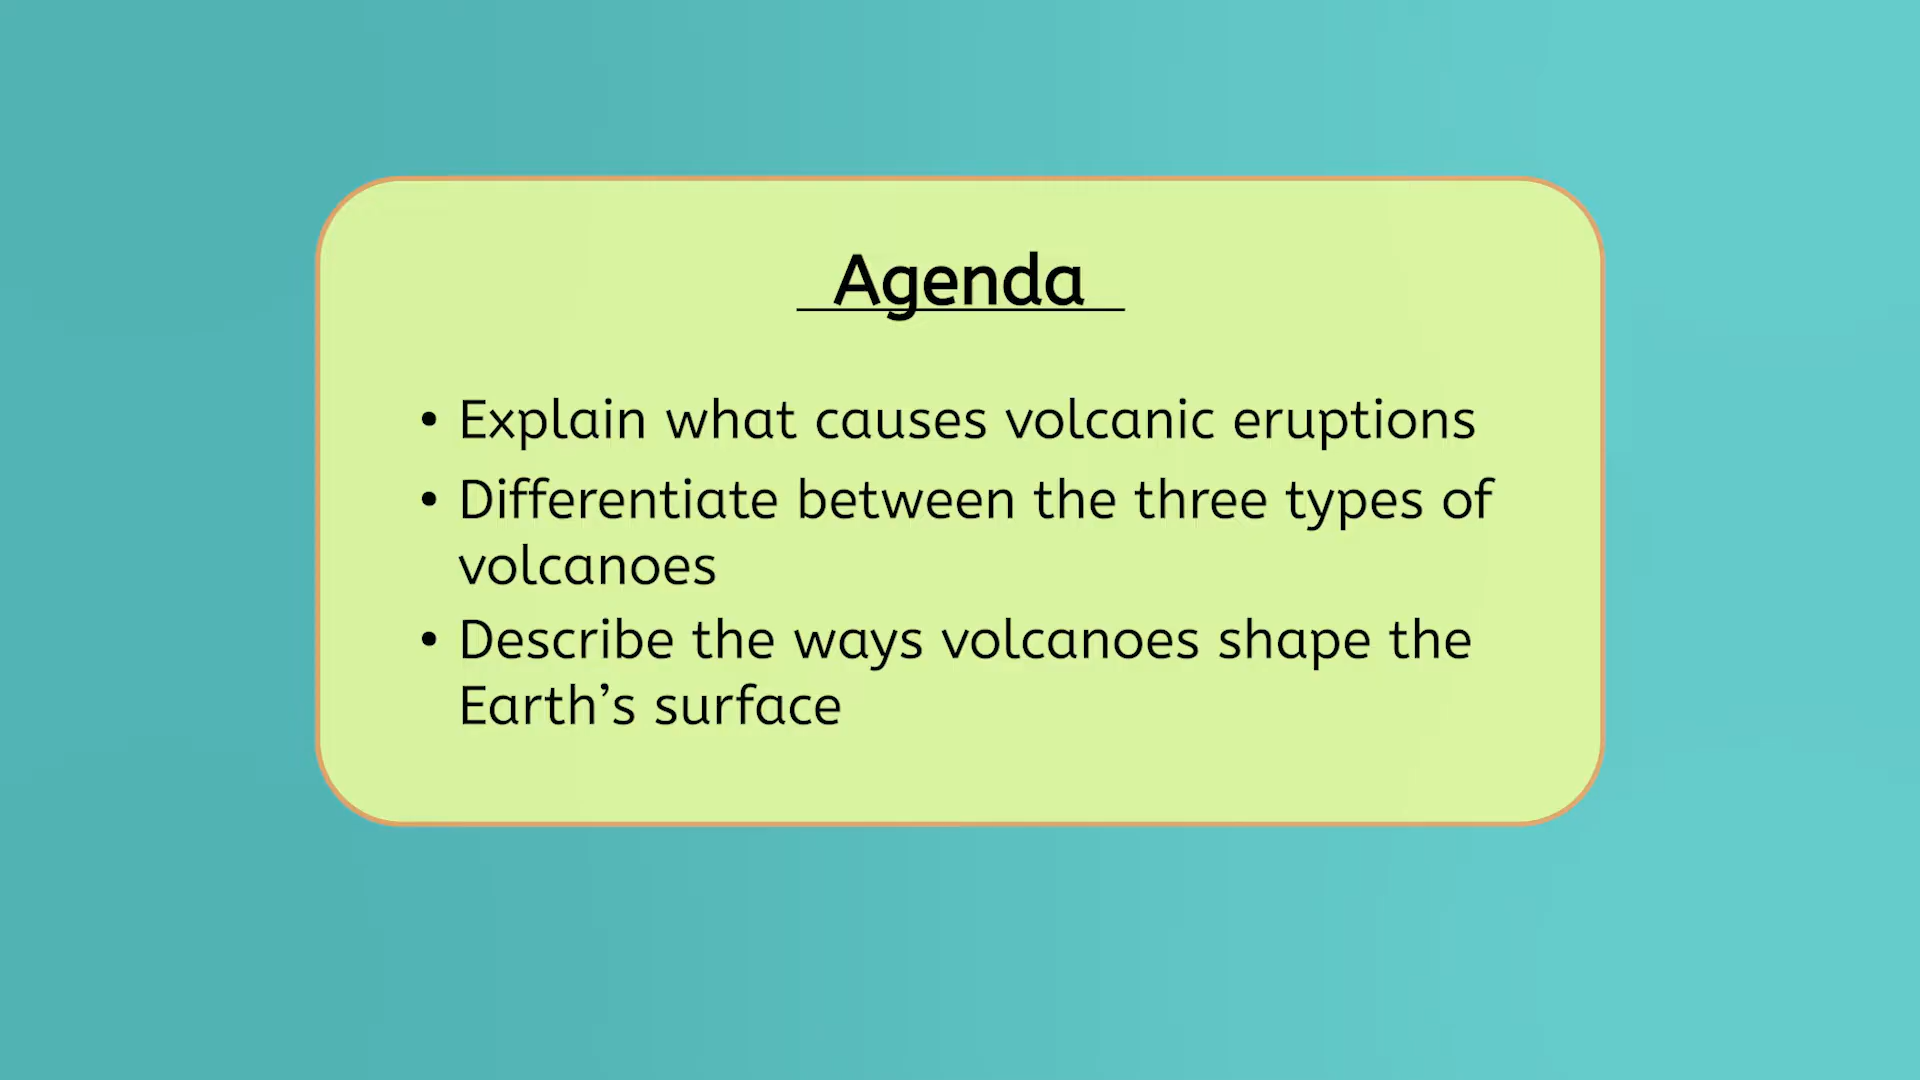 Agenda
• Explain what causes volcanic eruptions
• Differentiate between the three types of
volcanoes
• Describe the ways volcanoes shape the
Earth’s surface